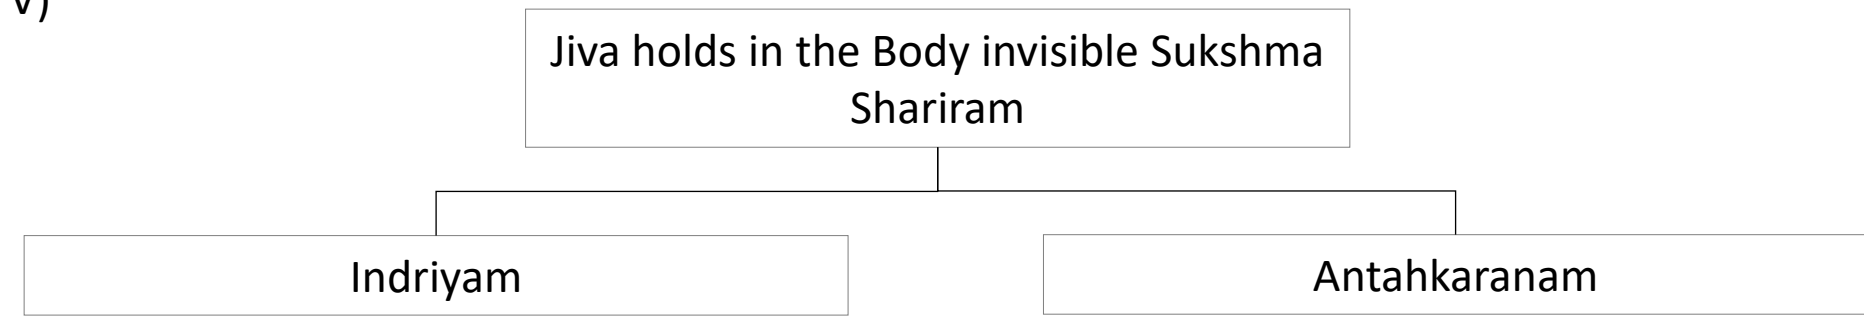 V)
Jiva holds in the Body invisible Sukshma
Shariram
Indriyam
Antahkaranam